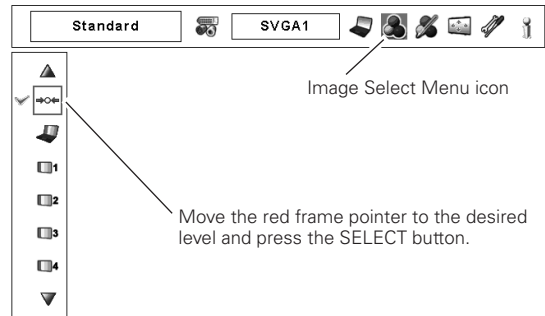 Standard
SVGA1
Image Select Menu icon
1
2
3
4
Move the red frame pointer to the desired
level and press the SELECT button.